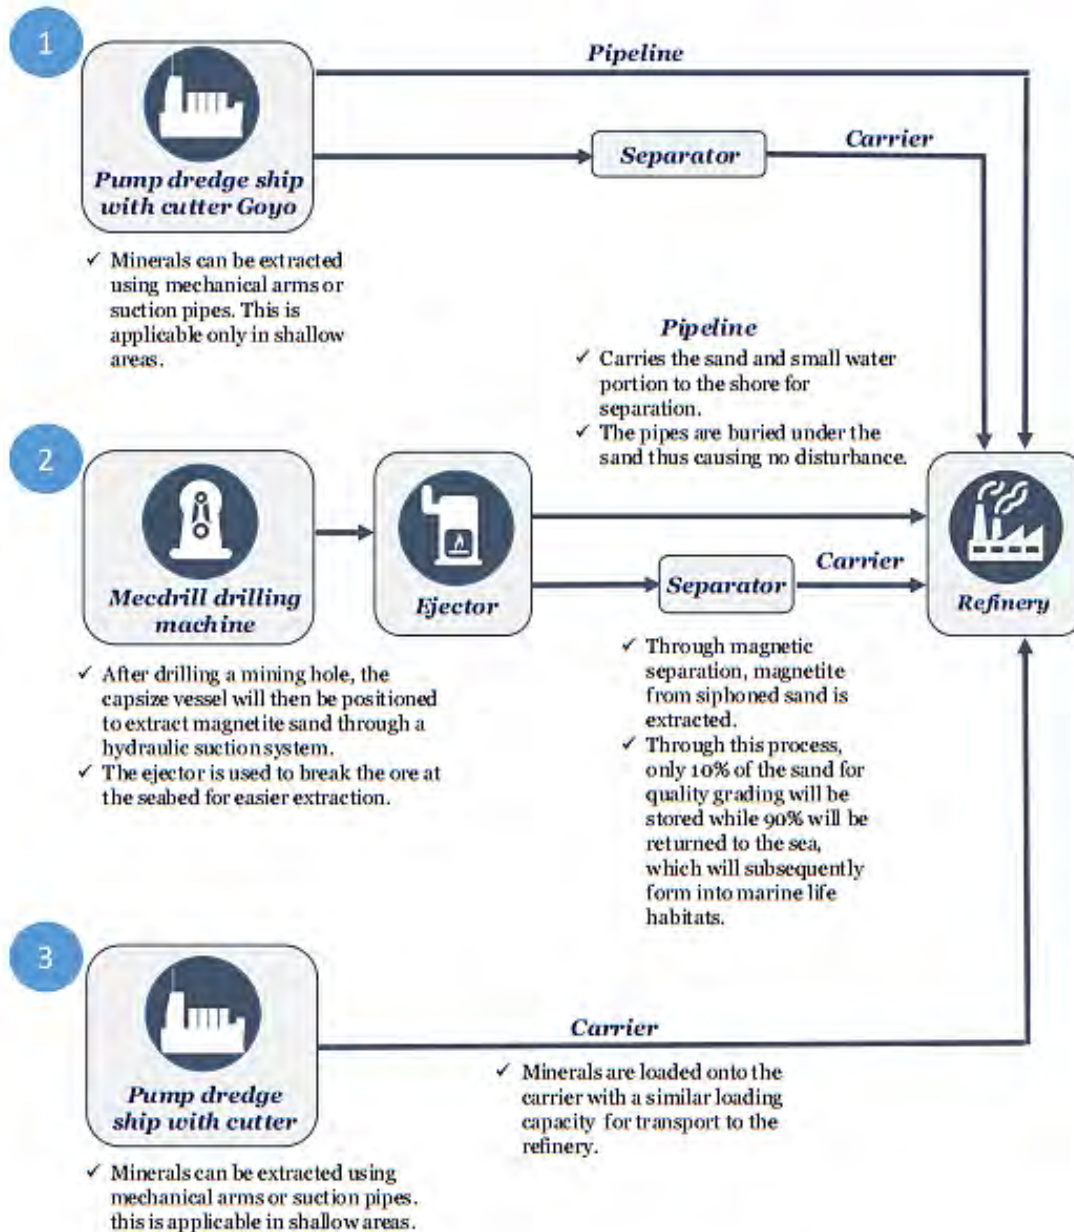 1
Pipeline
Separator
Carrier
Pump dredge ship
with cutter Goyo
✓ Minerals can be extracted
using mechanical arms or
suction pipes. This is
applicable only in shallow
areas.
Pipeline
✓ Carries the sand and small water
portion to the shore for
separation.
✓ The pipes are buried under the
sand thus causing no disturbance.
2
Mecdrill drilling
machine
Ejector
Separator
Carrier
Refinery
✓ After drilling a mining hole, the
capsize vessel will then be positioned
to extract magnetite sand through a
hydraulic suction system.
✓ The ejector is used to break the ore at
the seabed for easier extraction.
✓ Through magnetic
separation, magnetite
from siphoned sand is
extracted.
✓ Through this process,
only 10% of the sand for
quality grading will be
stored while 90% will be
returned to the sea,
which will subsequently
form into marine life
habitats.
3
Pump dredge
ship with cutter
Carrier
✓ Minerals are loaded onto the
carrier with a similar loading
capacity for transport to the
refinery.
✓ Minerals can be extracted using
mechanical arms or suction pipes.
this is applicable in shallow areas.